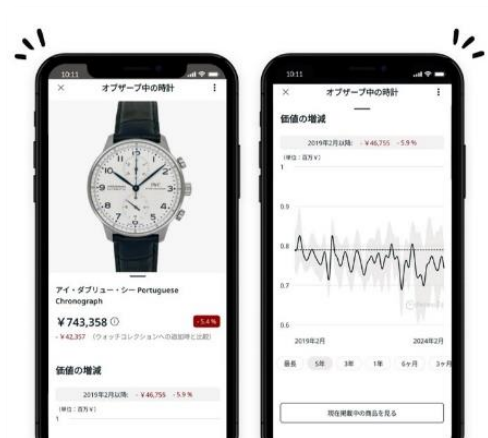 10:11
オブザーブ中の時計
IWC
アイ・ダブリュー・シー Portuguese
Chronograph
¥743,358
-5.4%
- ¥42,357 （ウォッチコレクションへの追加時と比較）
価値の増減
2019年2月以降: - ¥46,755 -5.9%
（単位：百万¥）
1
10:11
オブザーブ中の時計
価値の増減
2019年2月以降: - ¥46,755 -5.9%
（単位：百万¥）
1
0.9
0.8
0.7
0.6
2019年2月 2024年2月
最長 5年 3年 1年 6ヶ月 3ヶ月
現在掲載中の商品を見る